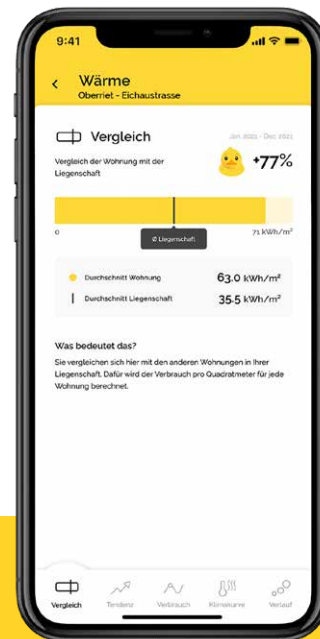 9:41
Wärme
Oberriet - Eichaustrasse
Vergleich
Jan. 2021 - Dec. 2021
Vergleich der Wohnung mit der
Liegenschaft
+77%
0
71 kWh/m²
Ø Liegenschaft
Durchschnitt Wohnung
63.0 kWh/m²
Durchschnitt Liegenschaft
35.5 kWh/m²
Was bedeutet das?
Sie vergleichen sich hier mit den anderen Wohnungen in Ihrer
Liegenschaft. Dafür wird der Verbrauch pro Quadratmeter für jede
Wohnung berechnet.
Vergleich
Tendenz
Verbrauch
Klimakurve
Verlauf